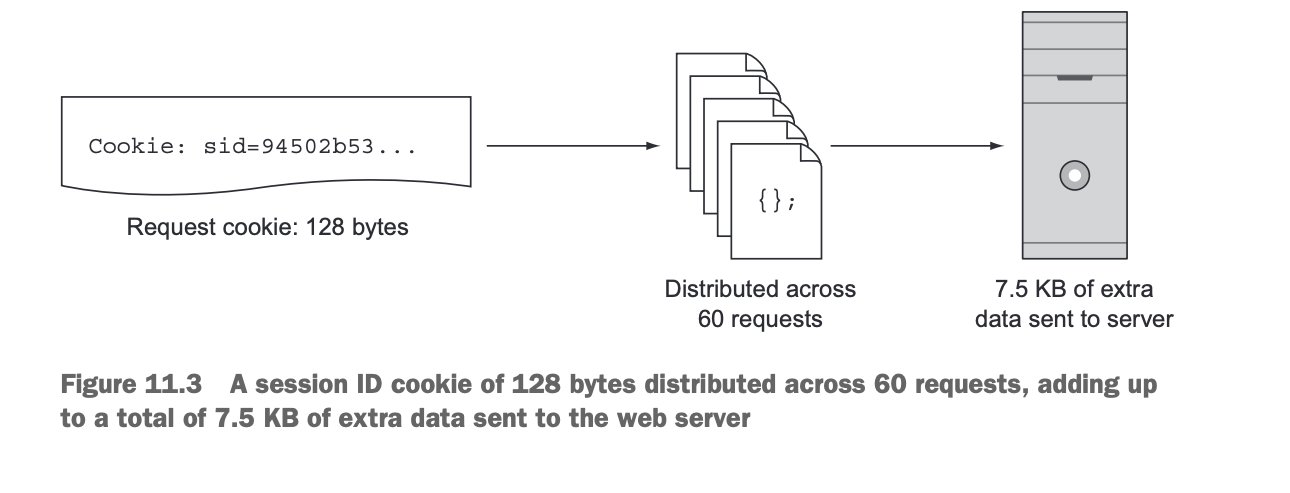 Cookie: sid=94502b53...
Request cookie: 128 bytes
{};
Distributed across
60 requests
7.5 KB of extra
data sent to server
Figure 11.3 A session ID cookie of 128 bytes distributed across 60 requests, adding up
to a total of 7.5 KB of extra data sent to the web server